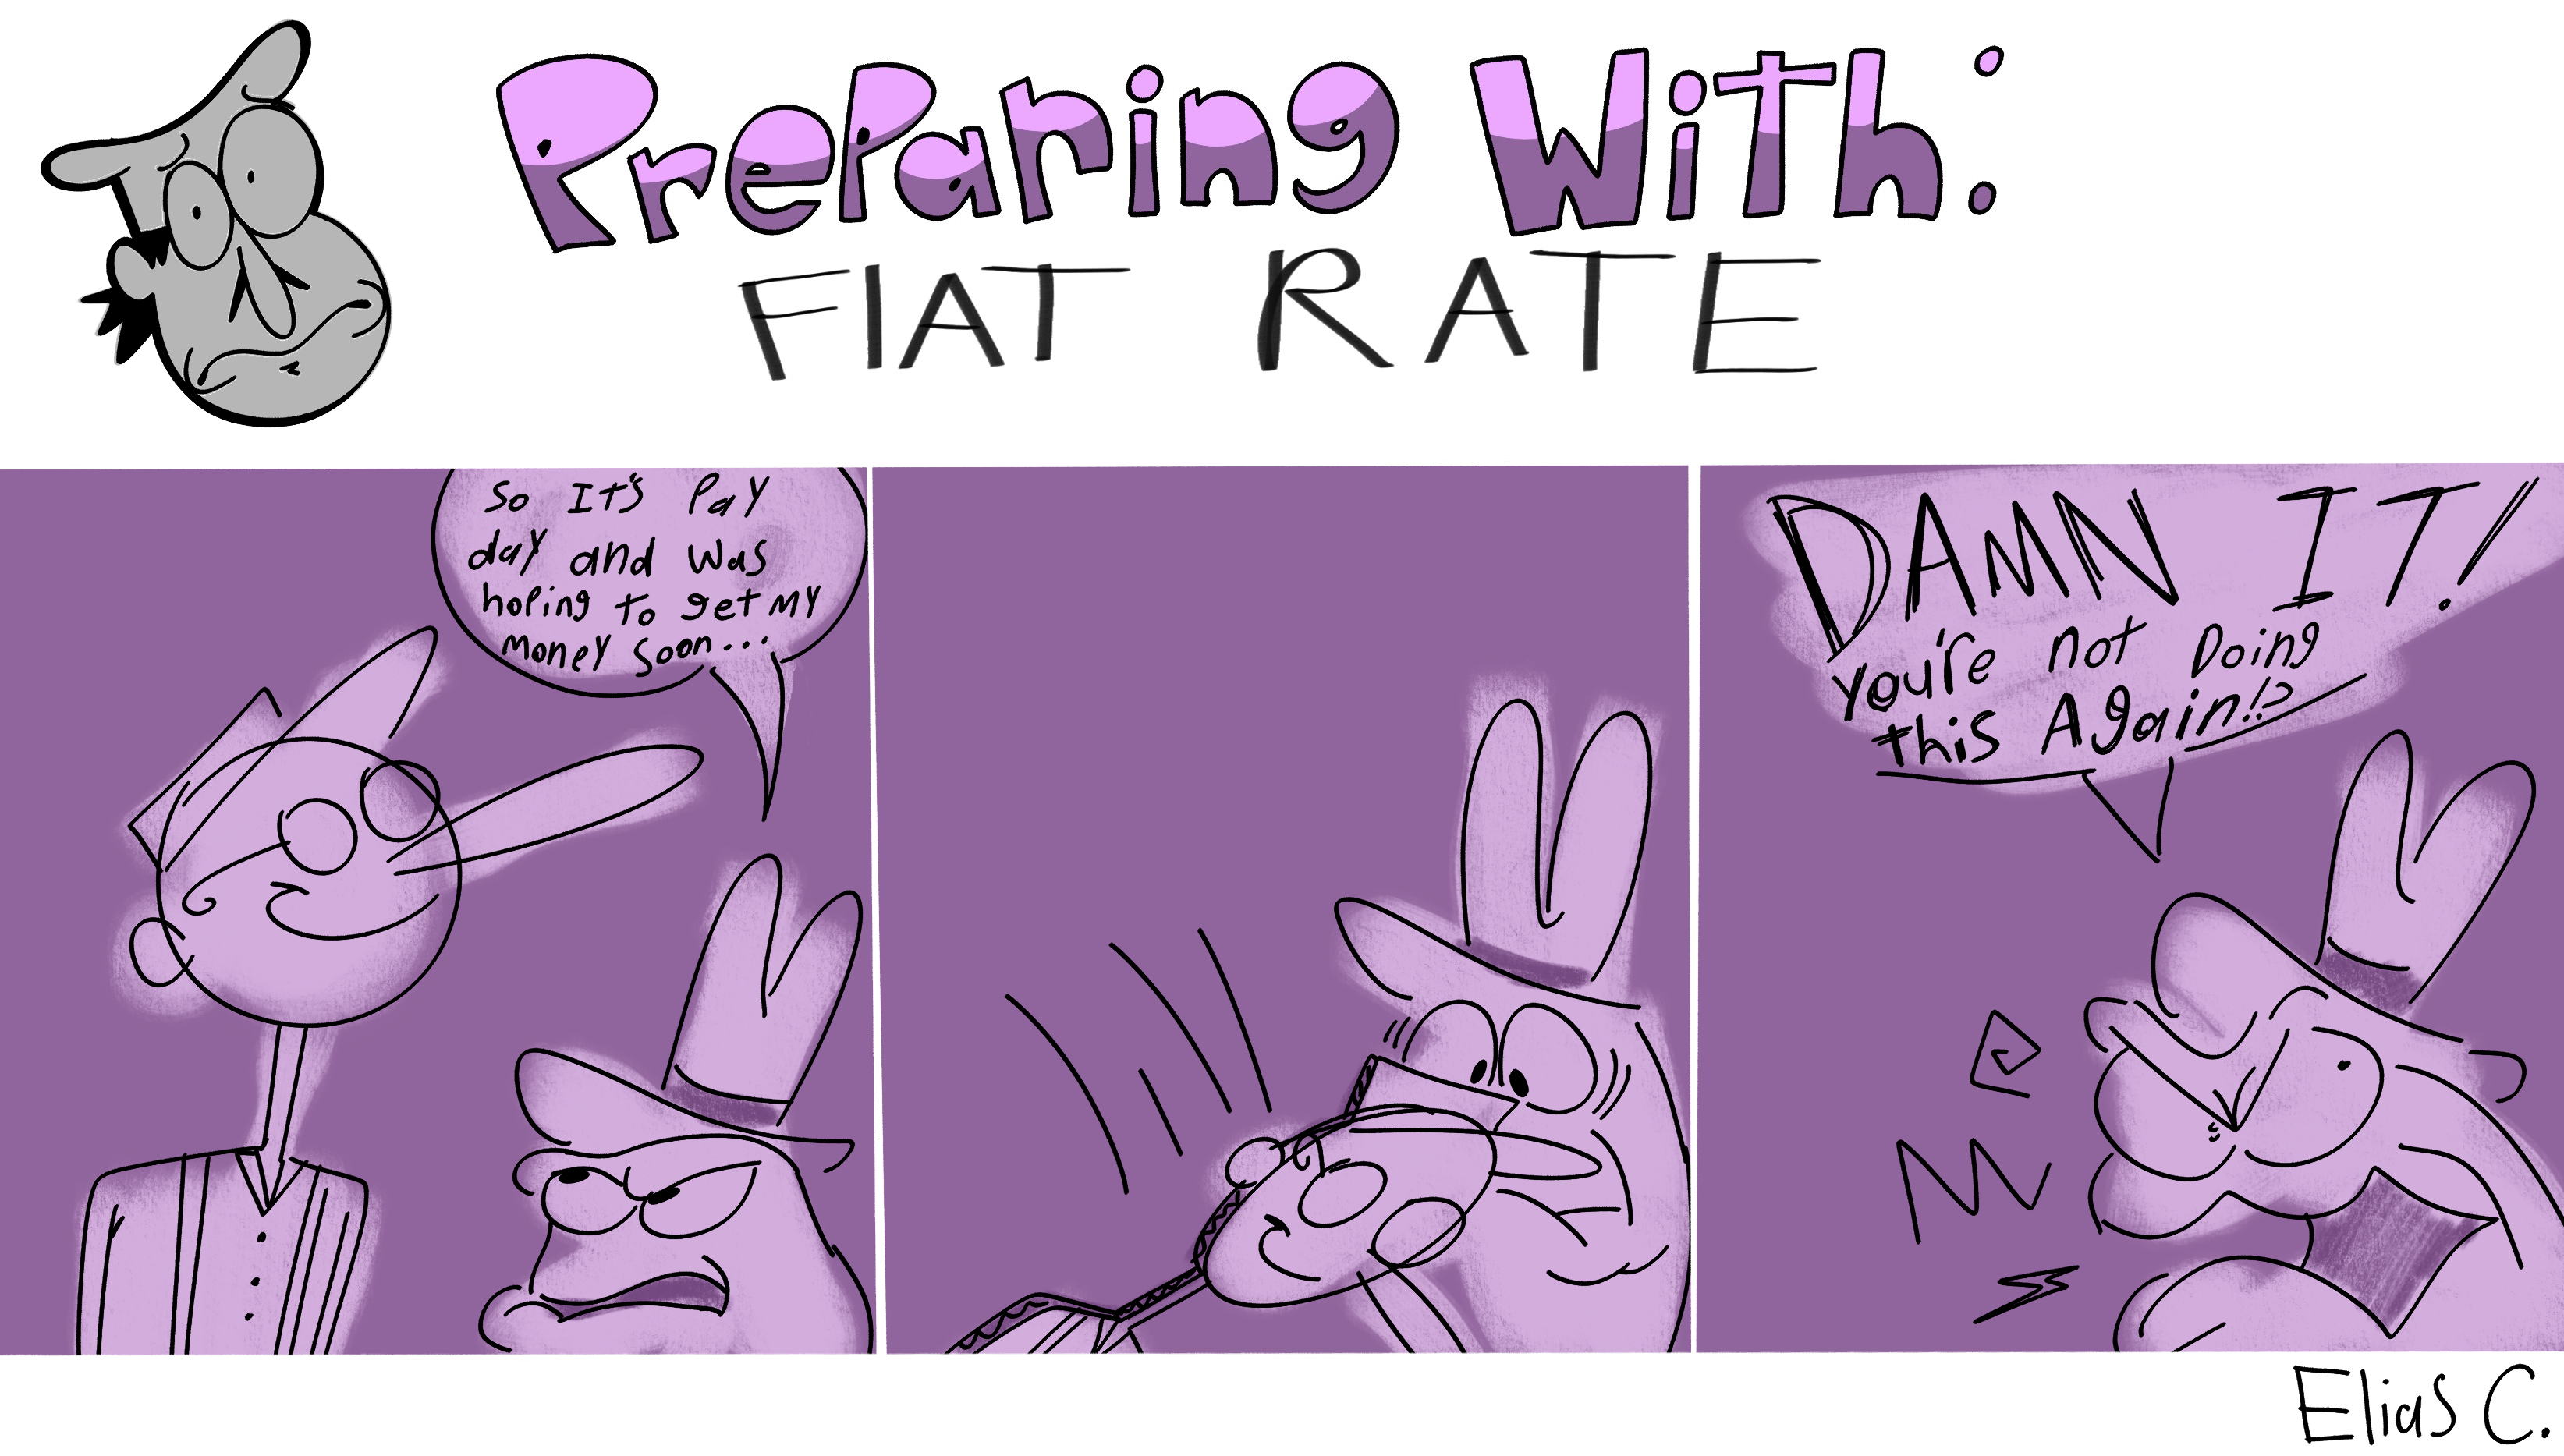 Preparing With:
FIAT RATE
So It's Pay
day and was
hoping to get my
money soon...
DAMN IT!
you're not Doing
this Again!?
Elias C.